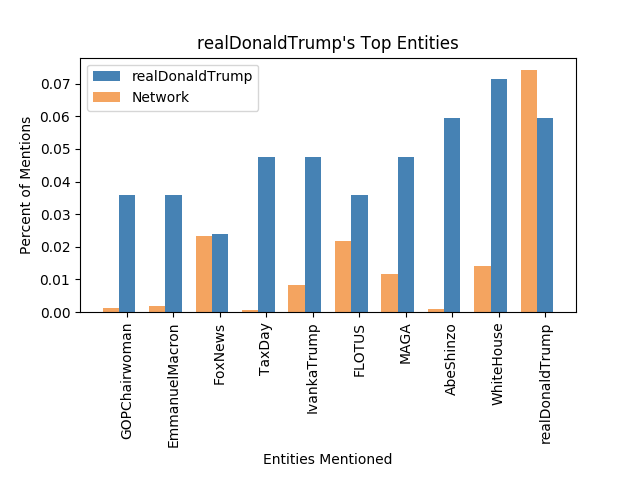 realDonaldTrump's Top Entities
realDonaldTrump
Network
Percent of Mentions
0.07
0.06
0.05
0.04
0.03
0.02
0.01
0.00
GOPChairwoman
EmmanuelMacron
FoxNews
TaxDay
IvankaTrump
FLOTUS
MAGA
AbeShinzo
WhiteHouse
realDonaldTrump
Entities Mentioned